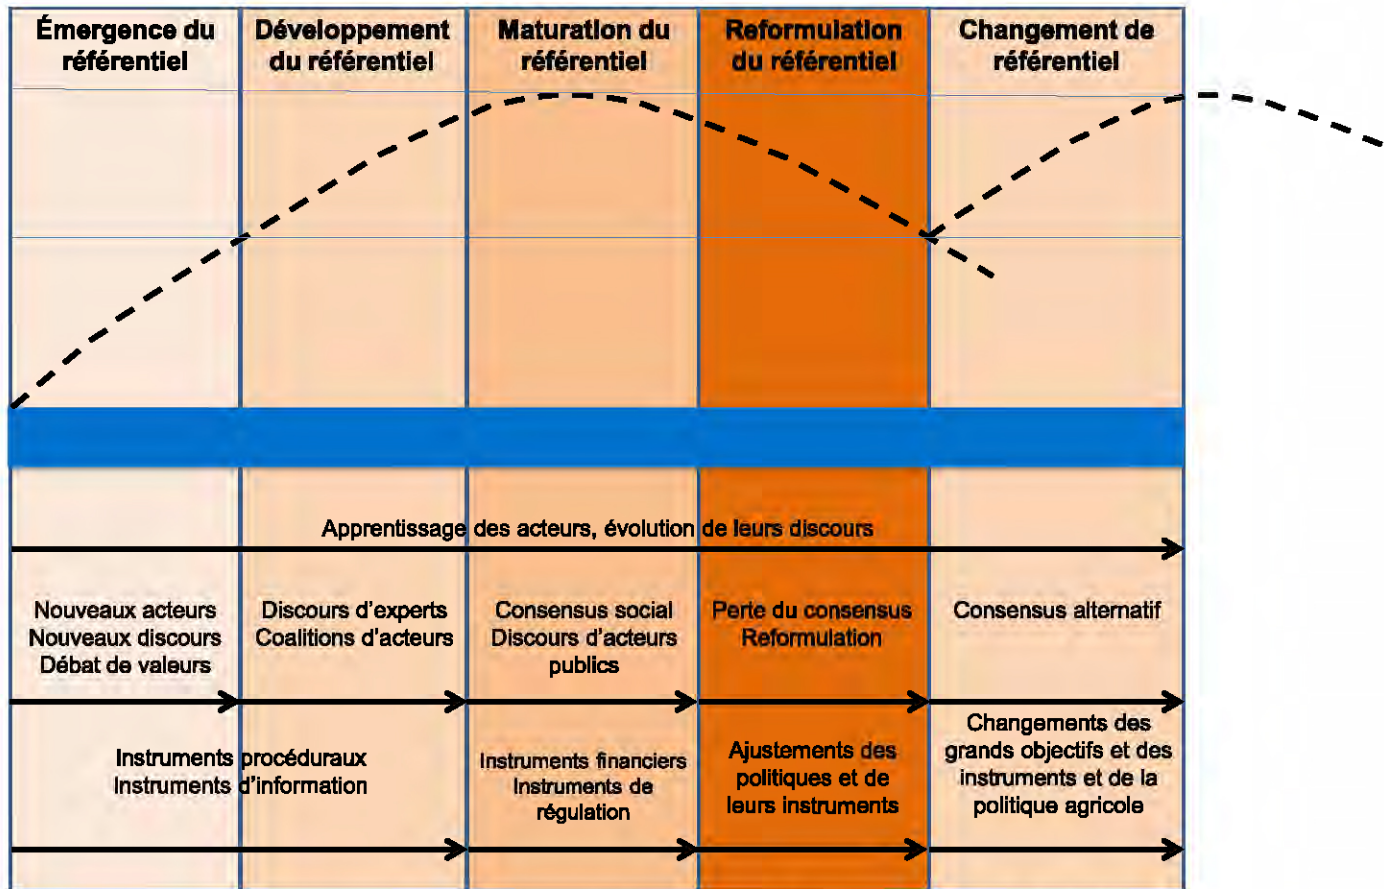 Émergence du
référentiel
Développement
du référentiel
Maturation du
référentiel
Reformulation
du référentiel
Changement de
référentiel
Apprentissage des acteurs, évolution de leurs discours
Nouveaux acteurs
Nouveaux discours
Débat de valeurs
Discours d'experts
Coalitions d'acteurs
Consensus social
Discours d'acteurs
publics
Perte du consensus
Reformulation
Consensus alternatif
Instruments procéduraux
Instruments d'information
Instruments financiers
Instruments de
régulation
Ajustements des
politiques et de
leurs instruments
Changements des
grands objectifs et des
instruments et de la
politique agricole